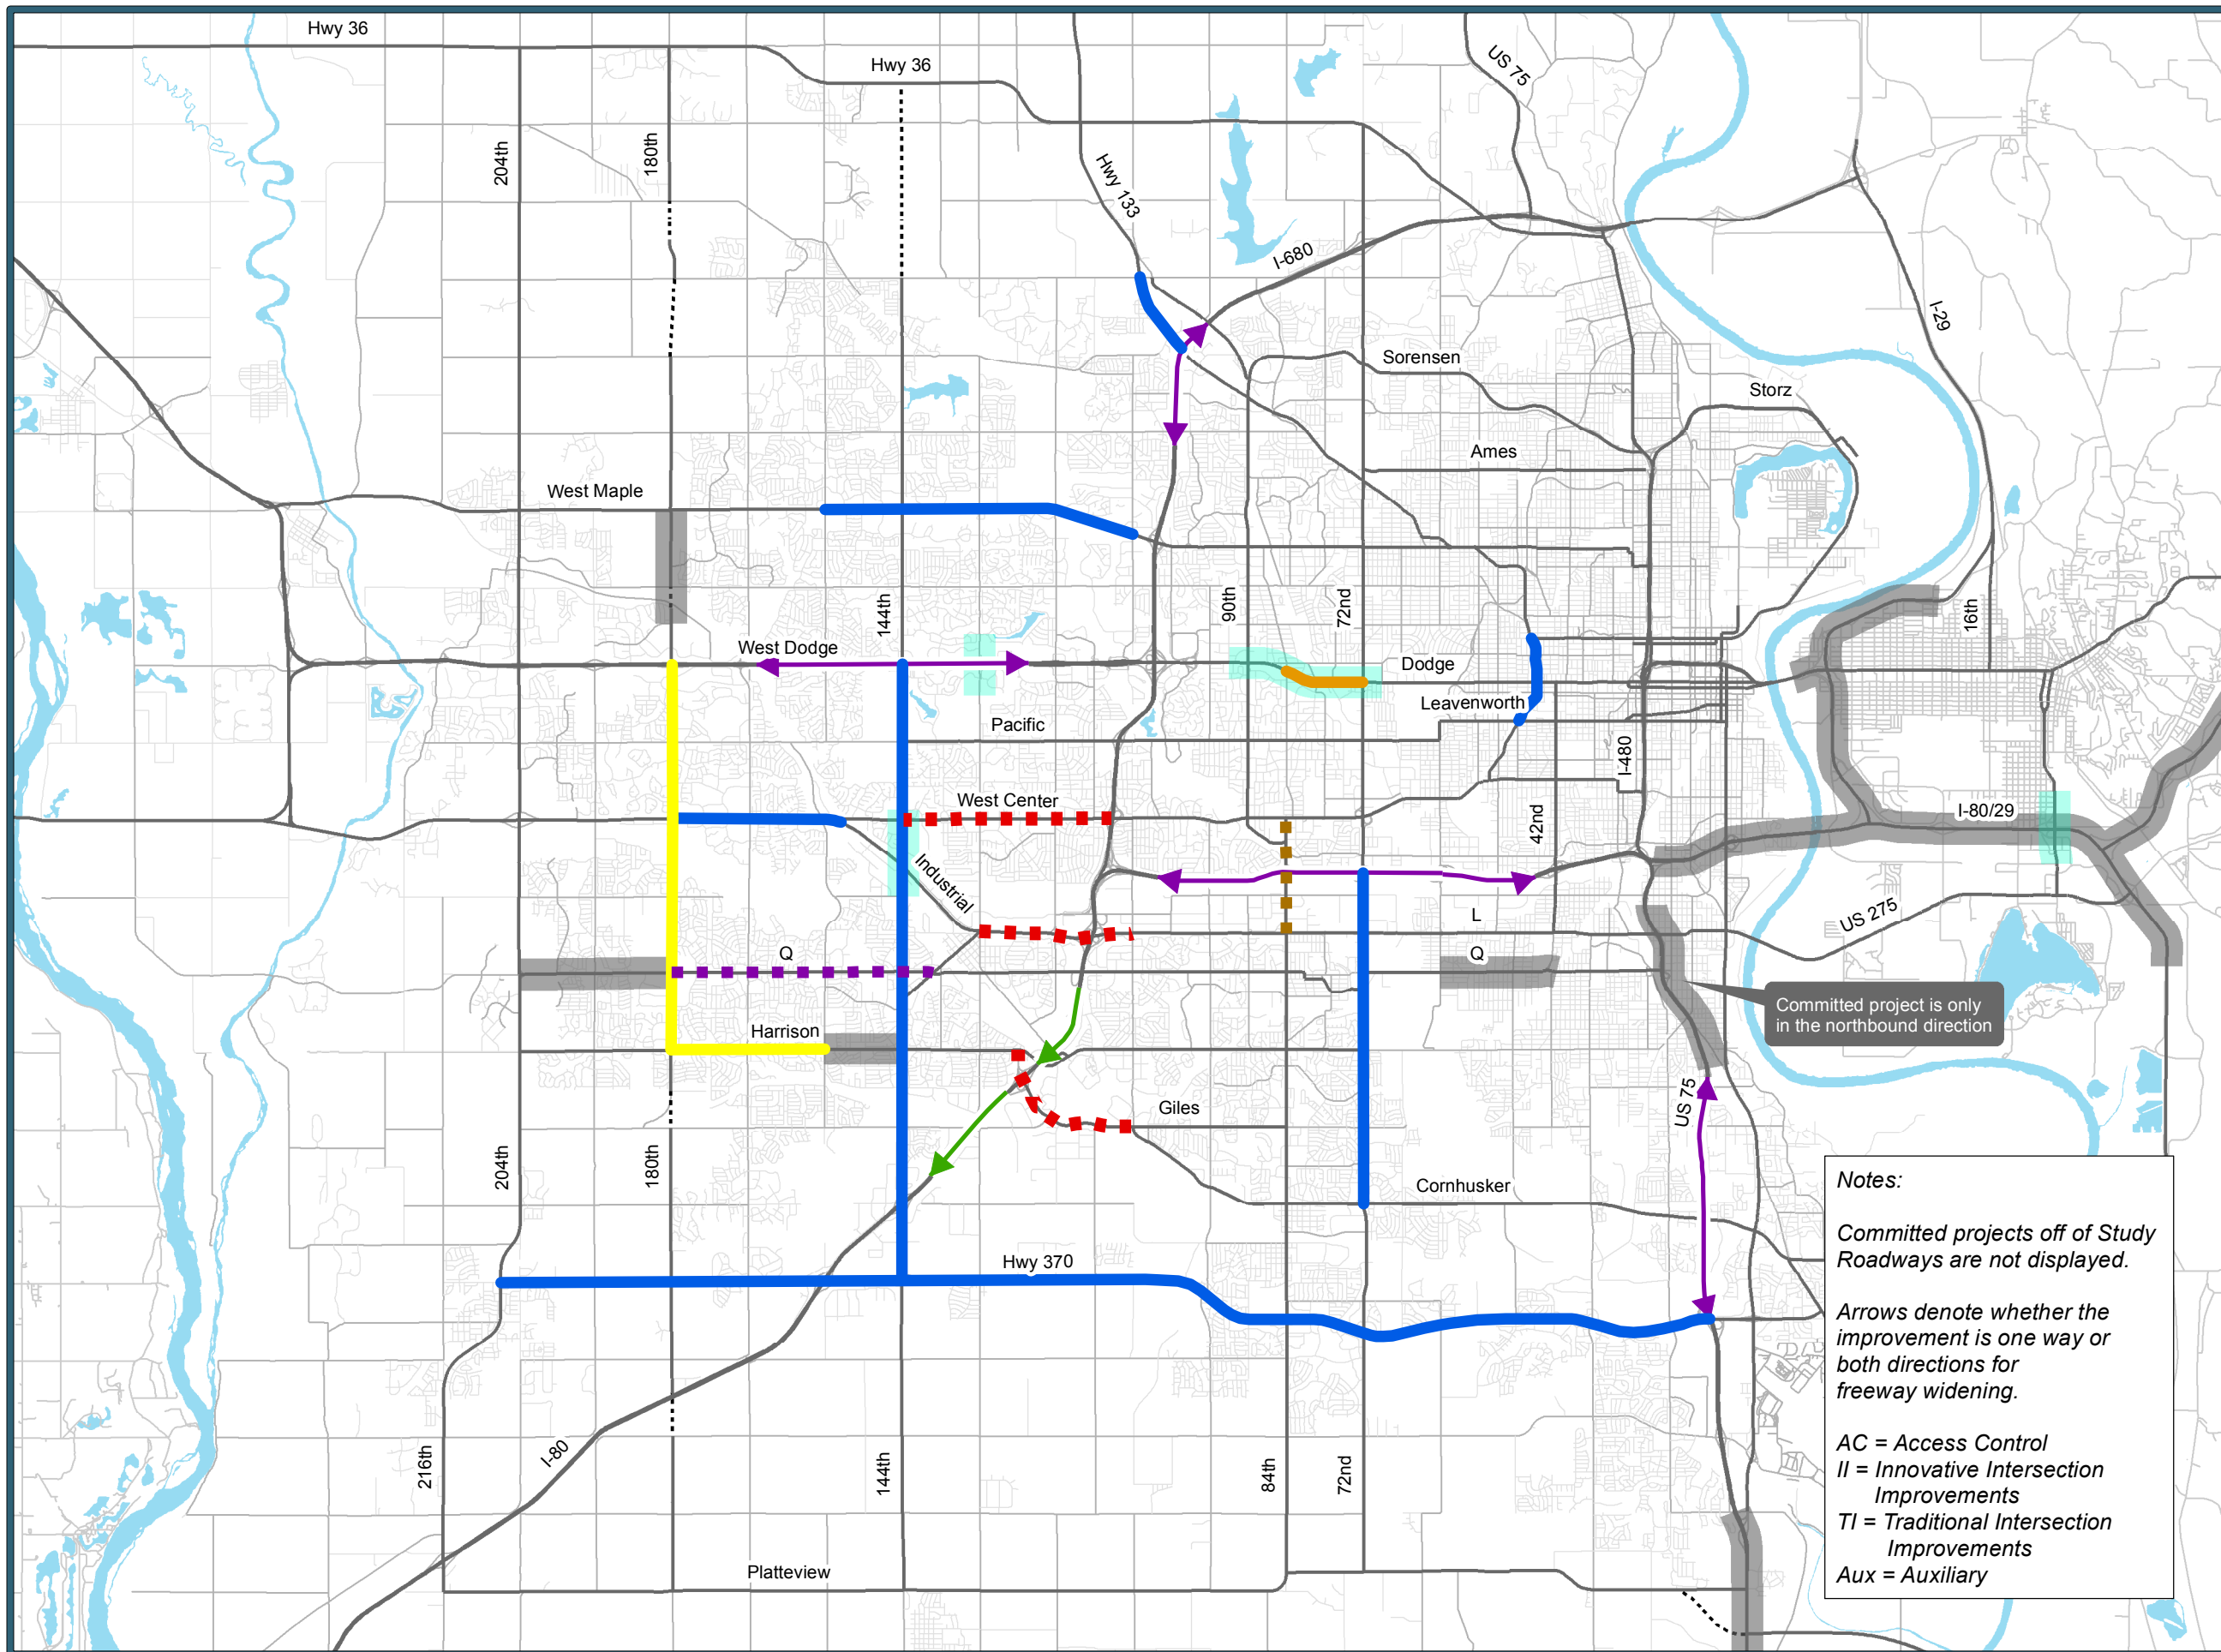 Hwy 36
Hwy 36
US 75
204th
180th
Hwy 133
I-680
I-29
Sorensen
Storz
Ames
West Maple
144th
90th
72nd
16th
West Dodge
Dodge
Leavenworth
Pacific
I-480
West Center
42nd
I-80/29
Industrial
L
US 275
Q
Q
Committed project is only
in the northbound direction
Harrison
Giles
US 75
204th
180th
Cornhusker
Hwy 370
216th
I-80
144th
84th
72nd
Platteview
Notes:
Committed projects off of Study
Roadways are not displayed.
Arrows denote whether the
improvement is one way or
both directions for
freeway widening.
AC = Access Control
II = Innovative Intersection
Improvements
TI = Traditional Intersection
Improvements
Aux = Auxiliary